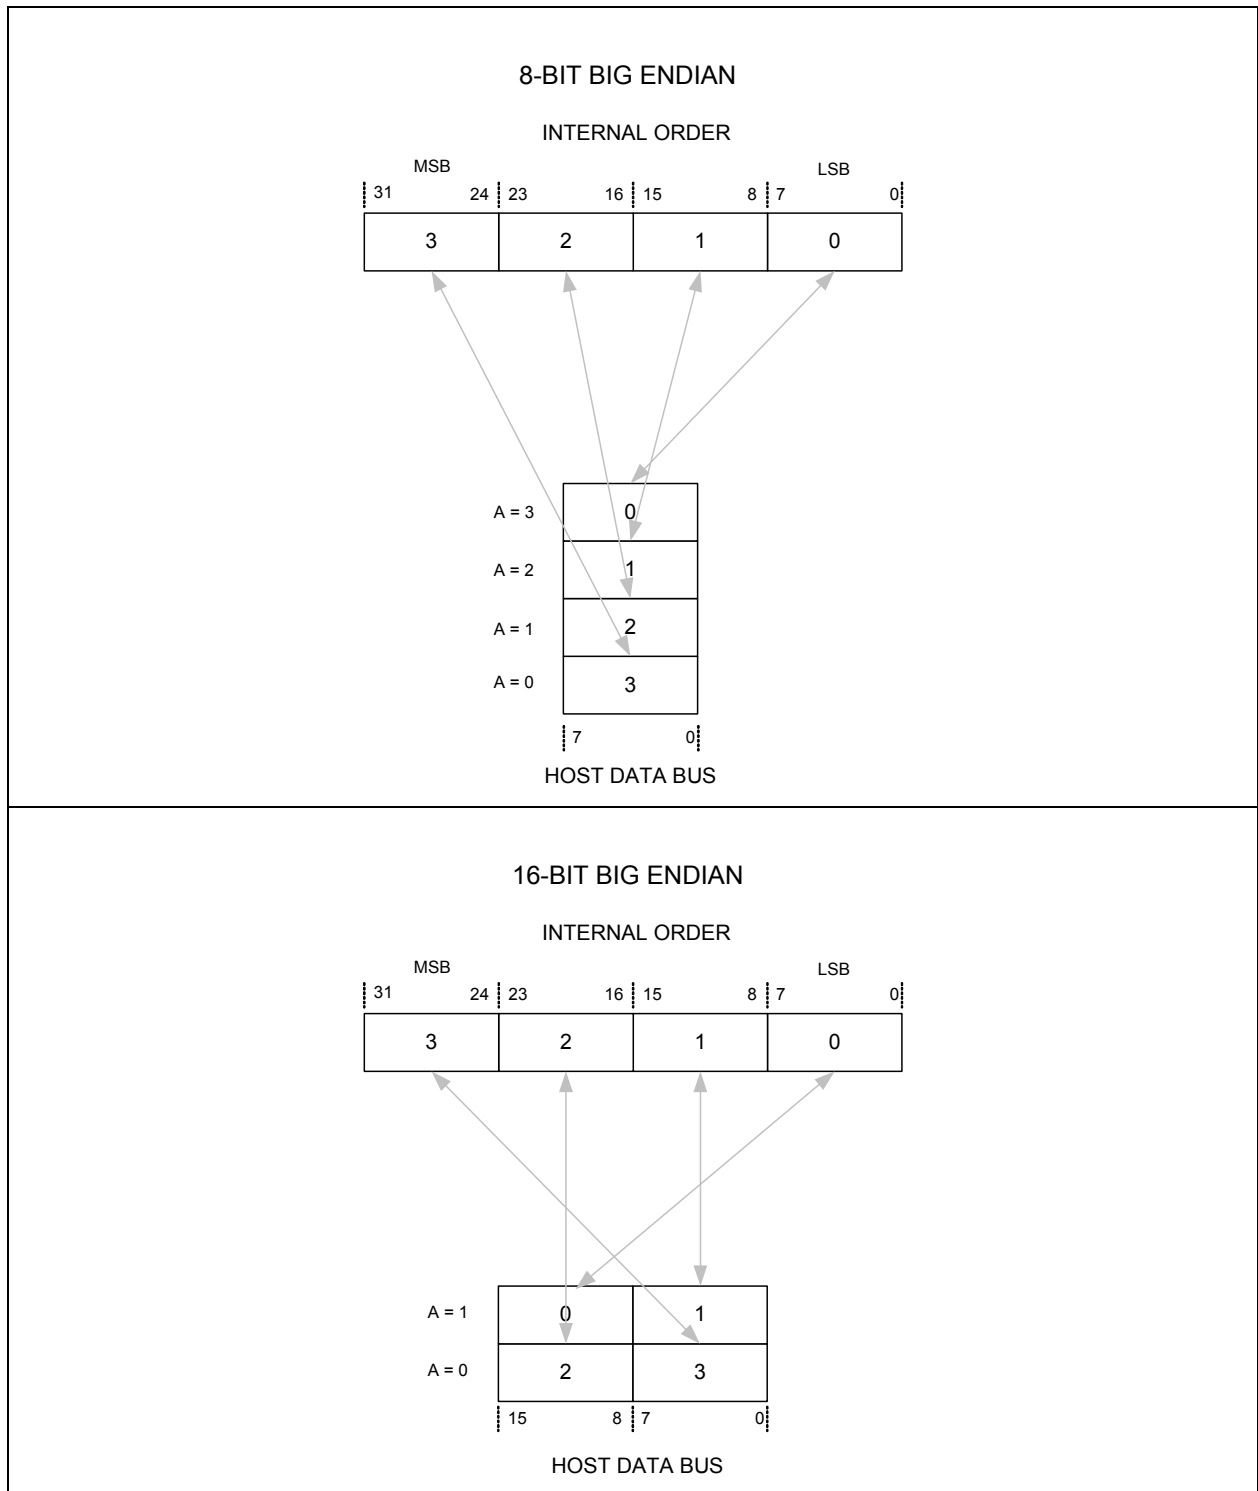 8-BIT BIG ENDIAN
INTERNAL ORDER
MSB LSB
31 24 23 16 15 8 7 0
3 2 1 0
A = 3 0
A = 2 1
A = 1 2
A = 0 3
7 0
HOST DATA BUS
16-BIT BIG ENDIAN
INTERNAL ORDER
MSB LSB
31 24 23 16 15 8 7 0
3 2 1 0
A = 1 0 1
A = 0 2 3
15 8 7 0
HOST DATA BUS